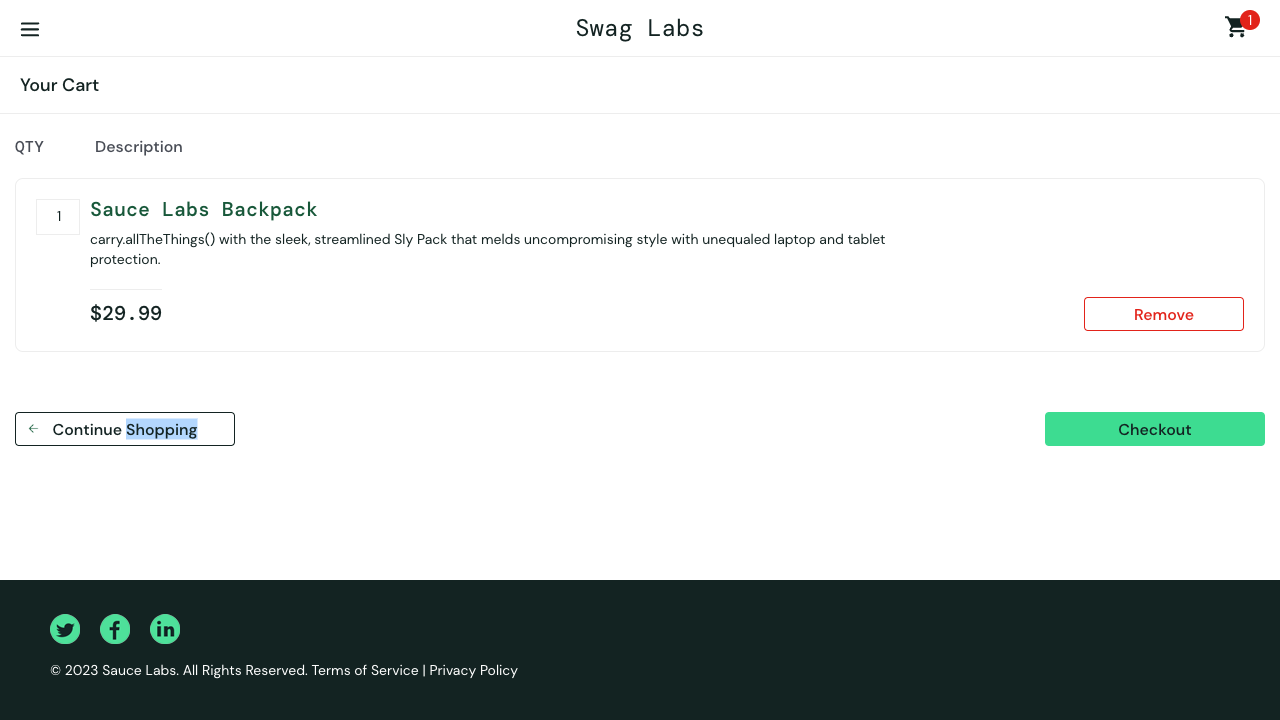 Swag Labs
1
Your Cart
QTY
Description
1
Sauce Labs Backpack
carry.allTheThings() with the sleek, streamlined Sly Pack that melds uncompromising style with unequaled laptop and tablet
protection.
$29.99
Remove
Continue Shopping
Checkout
© 2023 Sauce Labs. All Rights Reserved. Terms of Service | Privacy Policy